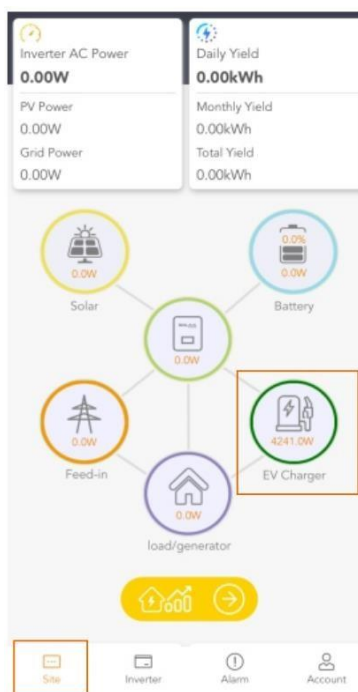 Inverter AC Power
0.00W
PV Power
0.00W
Grid Power
0.00W
Daily Yield
0.00kWh
Monthly Yield
0.00kWh
Total Yield
0.00kWh
0.0W
Solar
0.0%
0.0W
Battery
0.0W
0.0W
Feed-in
4241.0W
EV Charger
0.0W
load/generator
Site
Inverter
Alarm
Account